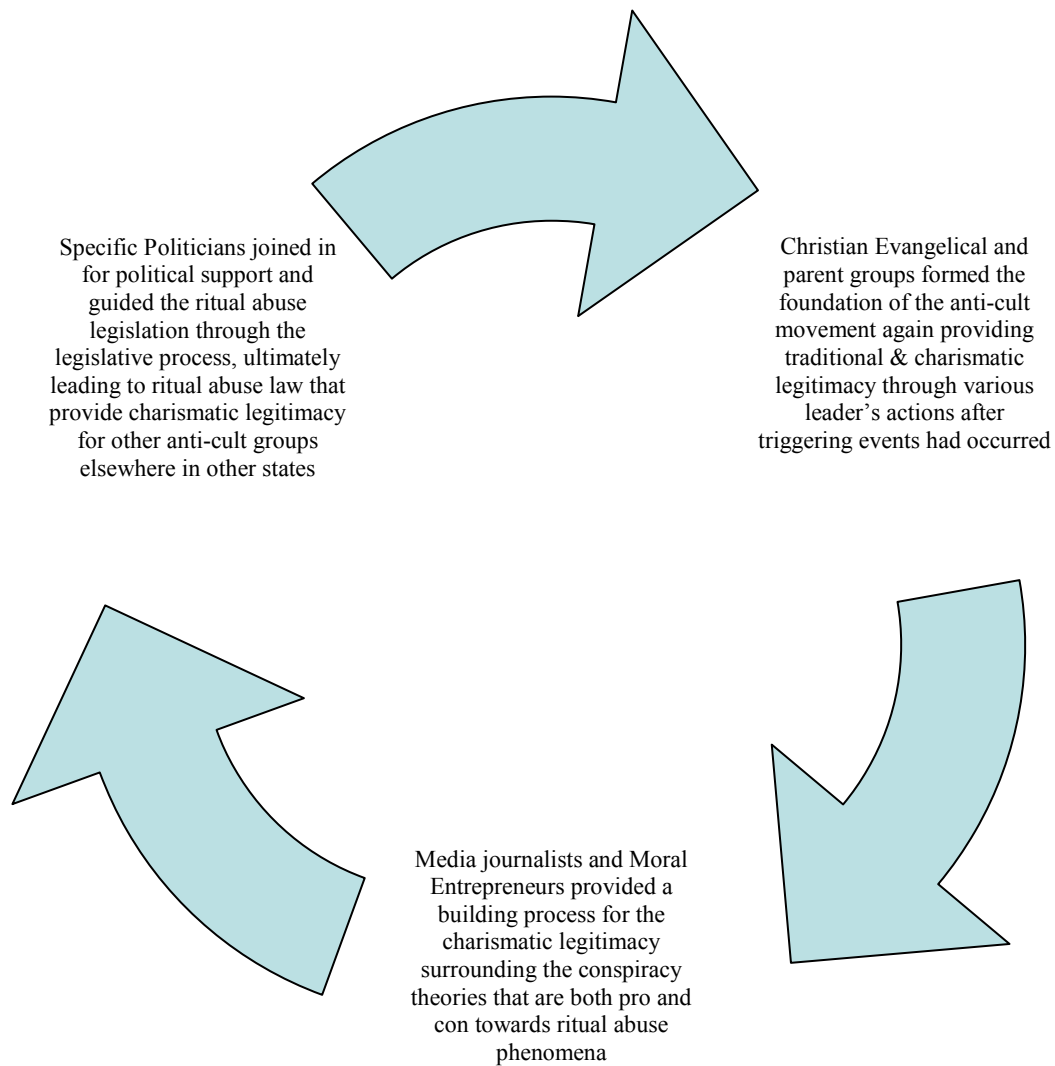 Specific Politicians joined in
for political support and
guided the ritual abuse
legislation through the
legislative process, ultimately
leading to ritual abuse law that
provide charismatic legitimacy
for other anti-cult groups
elsewhere in other states
Christian Evangelical and
parent groups formed the
foundation of the anti-cult
movement again providing
traditional & charismatic
legitimacy through various
leader’s actions after
triggering events had occurred
Media journalists and Moral
Entrepreneurs provided a
building process for the
charismatic legitimacy
surrounding the conspiracy
theories that are both pro and
con towards ritual abuse
phenomena